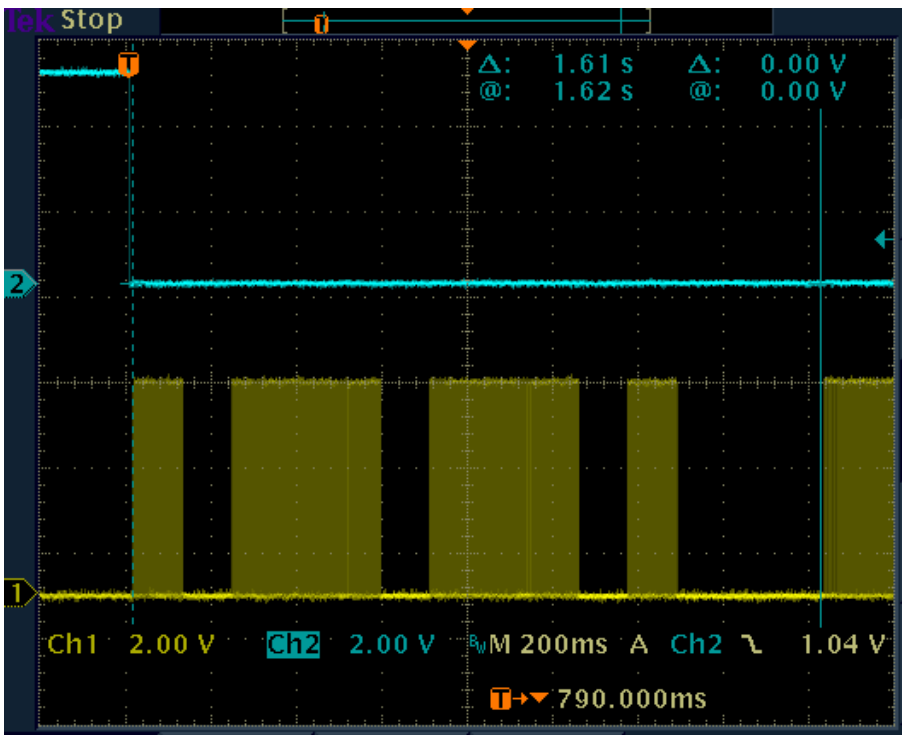 Tek Stop
T
T
Δ: 1.61 s Δ: 0.00 V
@: 1.62 s @: 0.00 V
2
1
Ch1 2.00 V Ch2 2.00 V BW M 200ms A Ch2 1.04 V
T 790.000ms